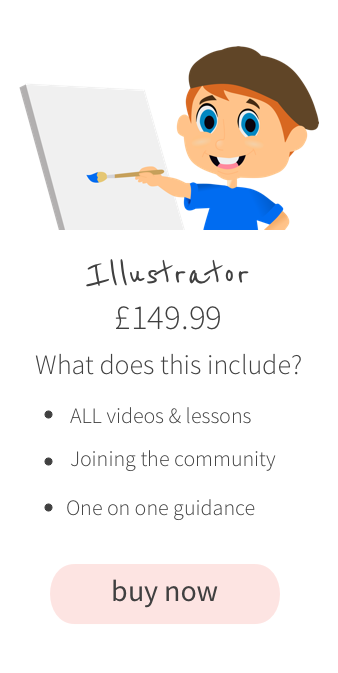 Illustrator
£149.99
What does this include?
ALL videos & lessons
Joining the community
One on one guidance
buy now